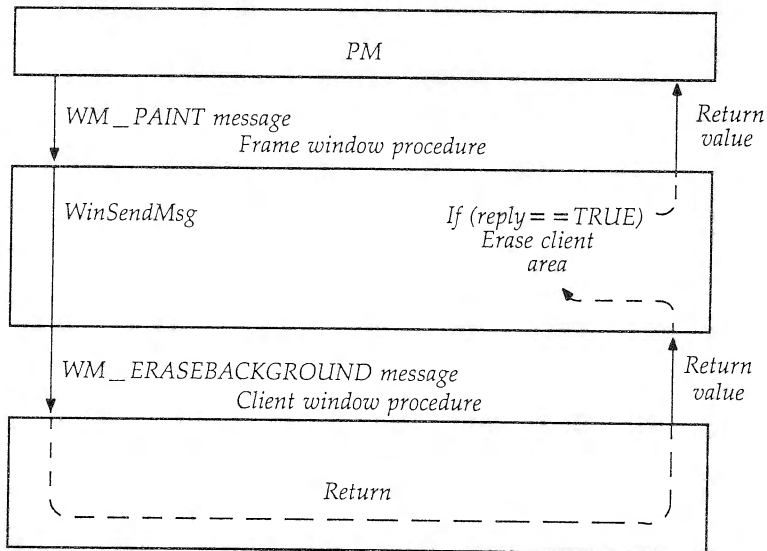 PM
WM_PAINT message
Return
value
Frame window procedure
WinSendMsg
If (reply==TRUE)
Erase client
area
WM_ERASEBACKGROUND message
Return
value
Client window procedure
Return